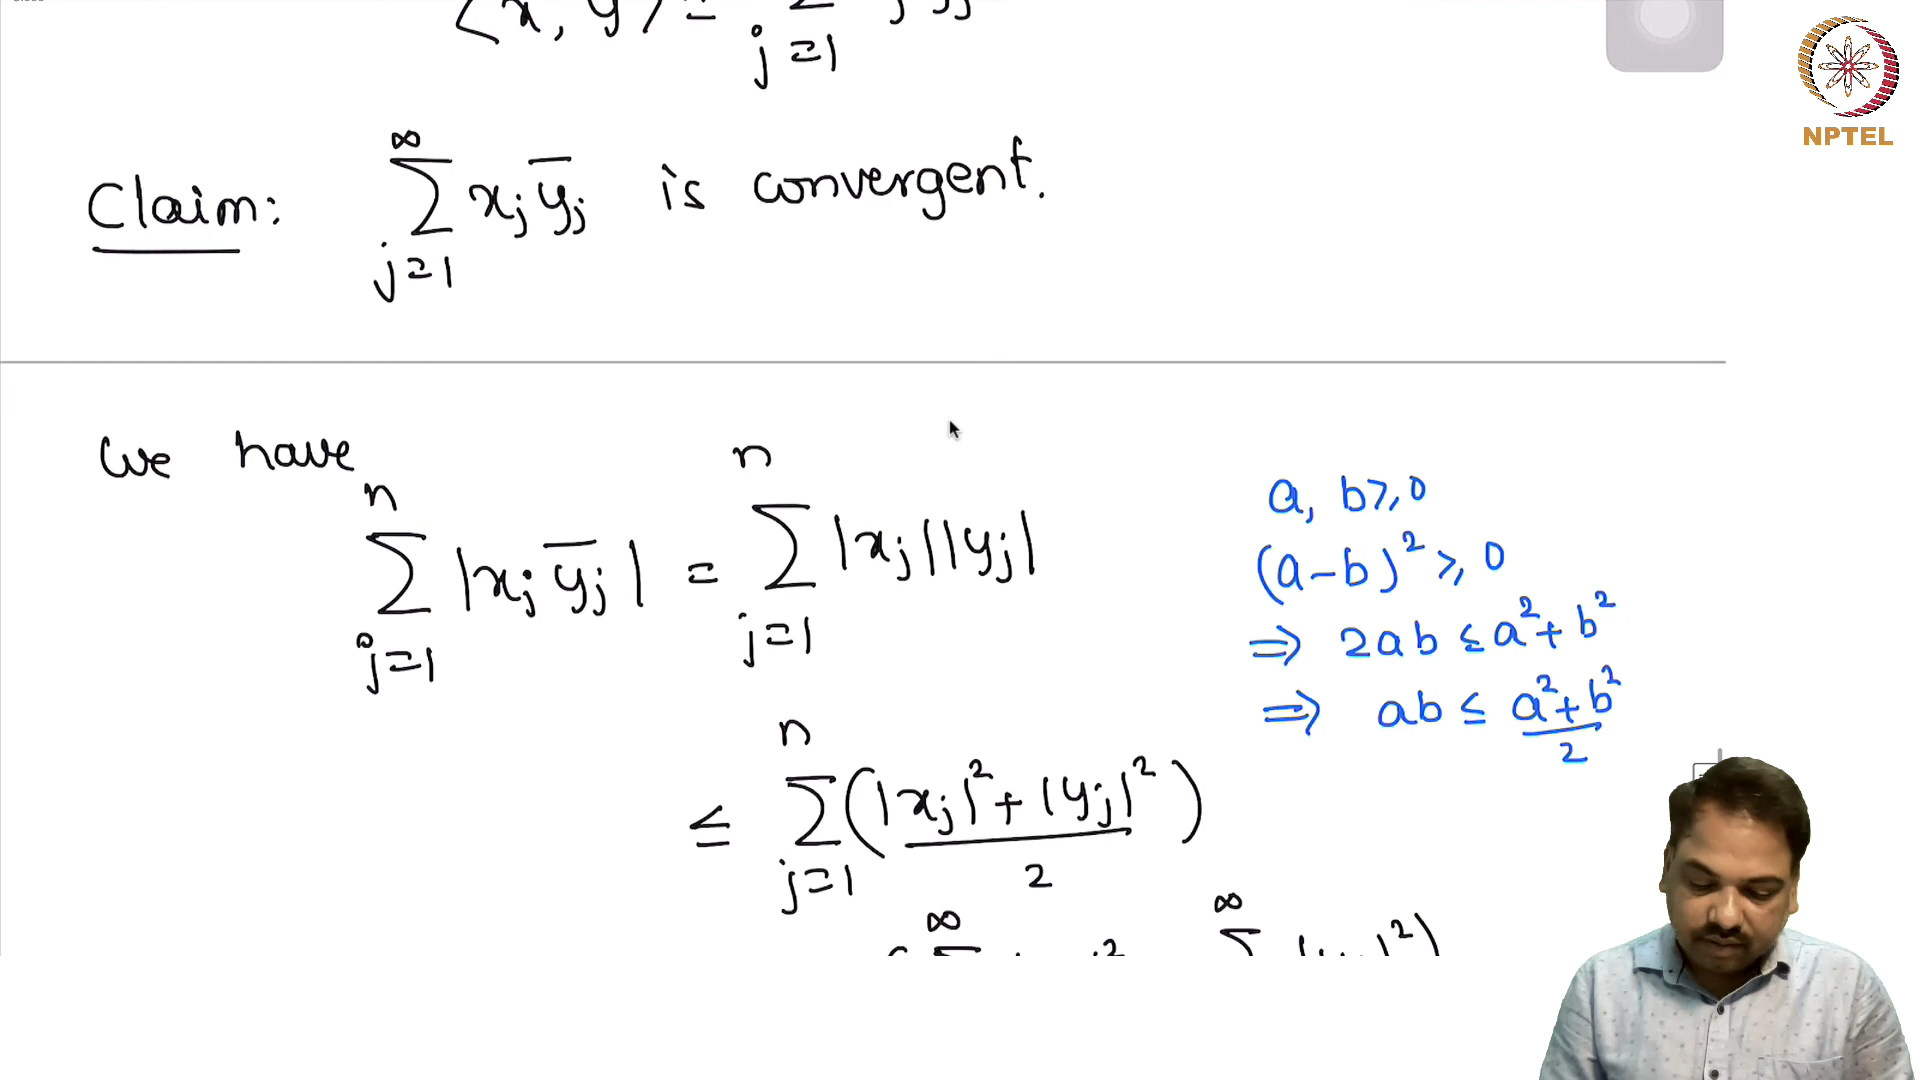 ⟨x, y⟩ = ∑_{j=1}
Claim: ∑_{j=1}^{∞} x_j \overline{y_j} is convergent.
We have
∑_{j=1}^{n} |x_j \overline{y_j}| = ∑_{j=1}^{n} |x_j||y_j|
≤ ∑_{j=1}^{n} (|x_j|² + |y_j|² / 2)
a, b ≥ 0
(a-b)² ≥ 0
⇒ 2ab ≤ a² + b²
⇒ ab ≤ a² + b² / 2
NPTEL